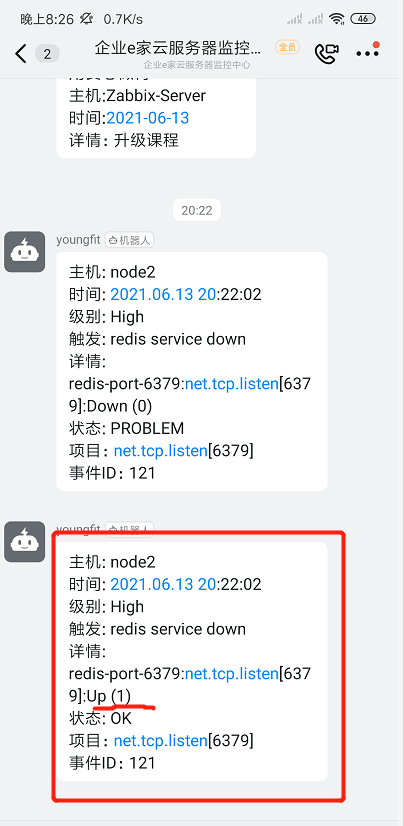 晚上8:26 0.7K/s 46
2 企业e家云服务器监控... 全员
企业e家云服务器监控中心
主机:Zabbix-Server
时间:2021-06-13
详情: 升级课程
20:22
youngfit 机器人
主机: node2
时间: 2021.06.13 20:22:02
级别: High
触发: redis service down
详情:
redis-port-6379:net.tcp.listen[637
9]:Down (0)
状态: PROBLEM
项目: net.tcp.listen[6379]
事件ID: 121
youngfit 机器人
主机: node2
时间: 2021.06.13 20:22:02
级别: High
触发: redis service down
详情:
redis-port-6379:net.tcp.listen[637
9]:Up (1)
状态: OK
项目: net.tcp.listen[6379]
事件ID: 121